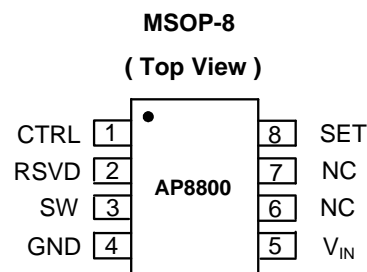 MSOP-8
( Top View )
CTRL 1 8 SET
RSVD 2 7 NC
AP8800
SW 3 6 NC
GND 4 5 VIN